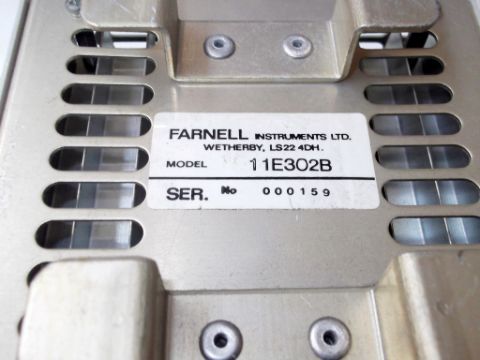 FARNELL INSTRUMENTS LTD.
WETHERBY, LS22 4DH.
MODEL 11E302B
SER. No 000159